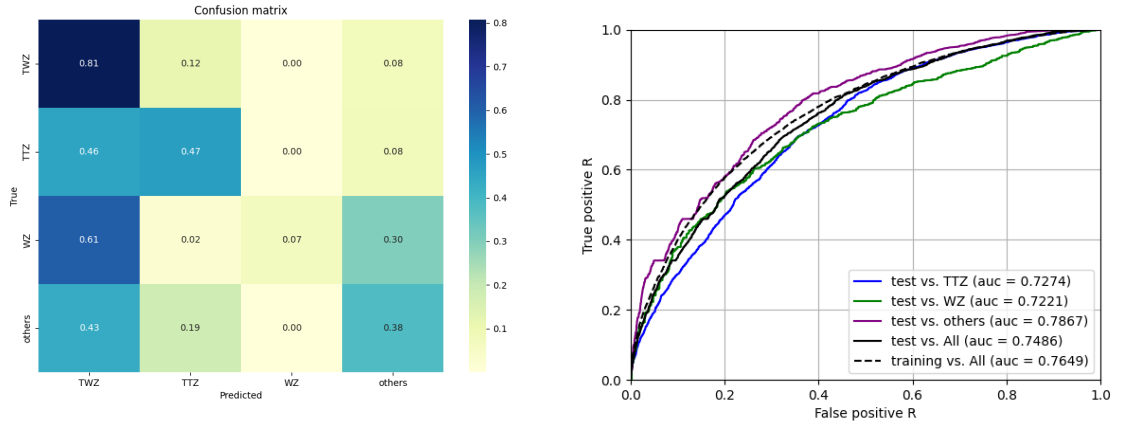 Confusion matrix
TWZ
TTZ
WZ
others
True
0.81 0.12 0.00 0.08
0.46 0.47 0.00 0.08
0.61 0.02 0.07 0.30
0.43 0.19 0.00 0.38
TWZ TTZ WZ others
Predicted
0.8
0.7
0.6
0.5
0.4
0.3
0.2
0.1
True positive R
1.0
0.8
0.6
0.4
0.2
0.0
test vs. TTZ (auc = 0.7274)
test vs. WZ (auc = 0.7221)
test vs. others (auc = 0.7867)
test vs. All (auc = 0.7486)
training vs. All (auc = 0.7649)
0.0 0.2 0.4 0.6 0.8 1.0
False positive R